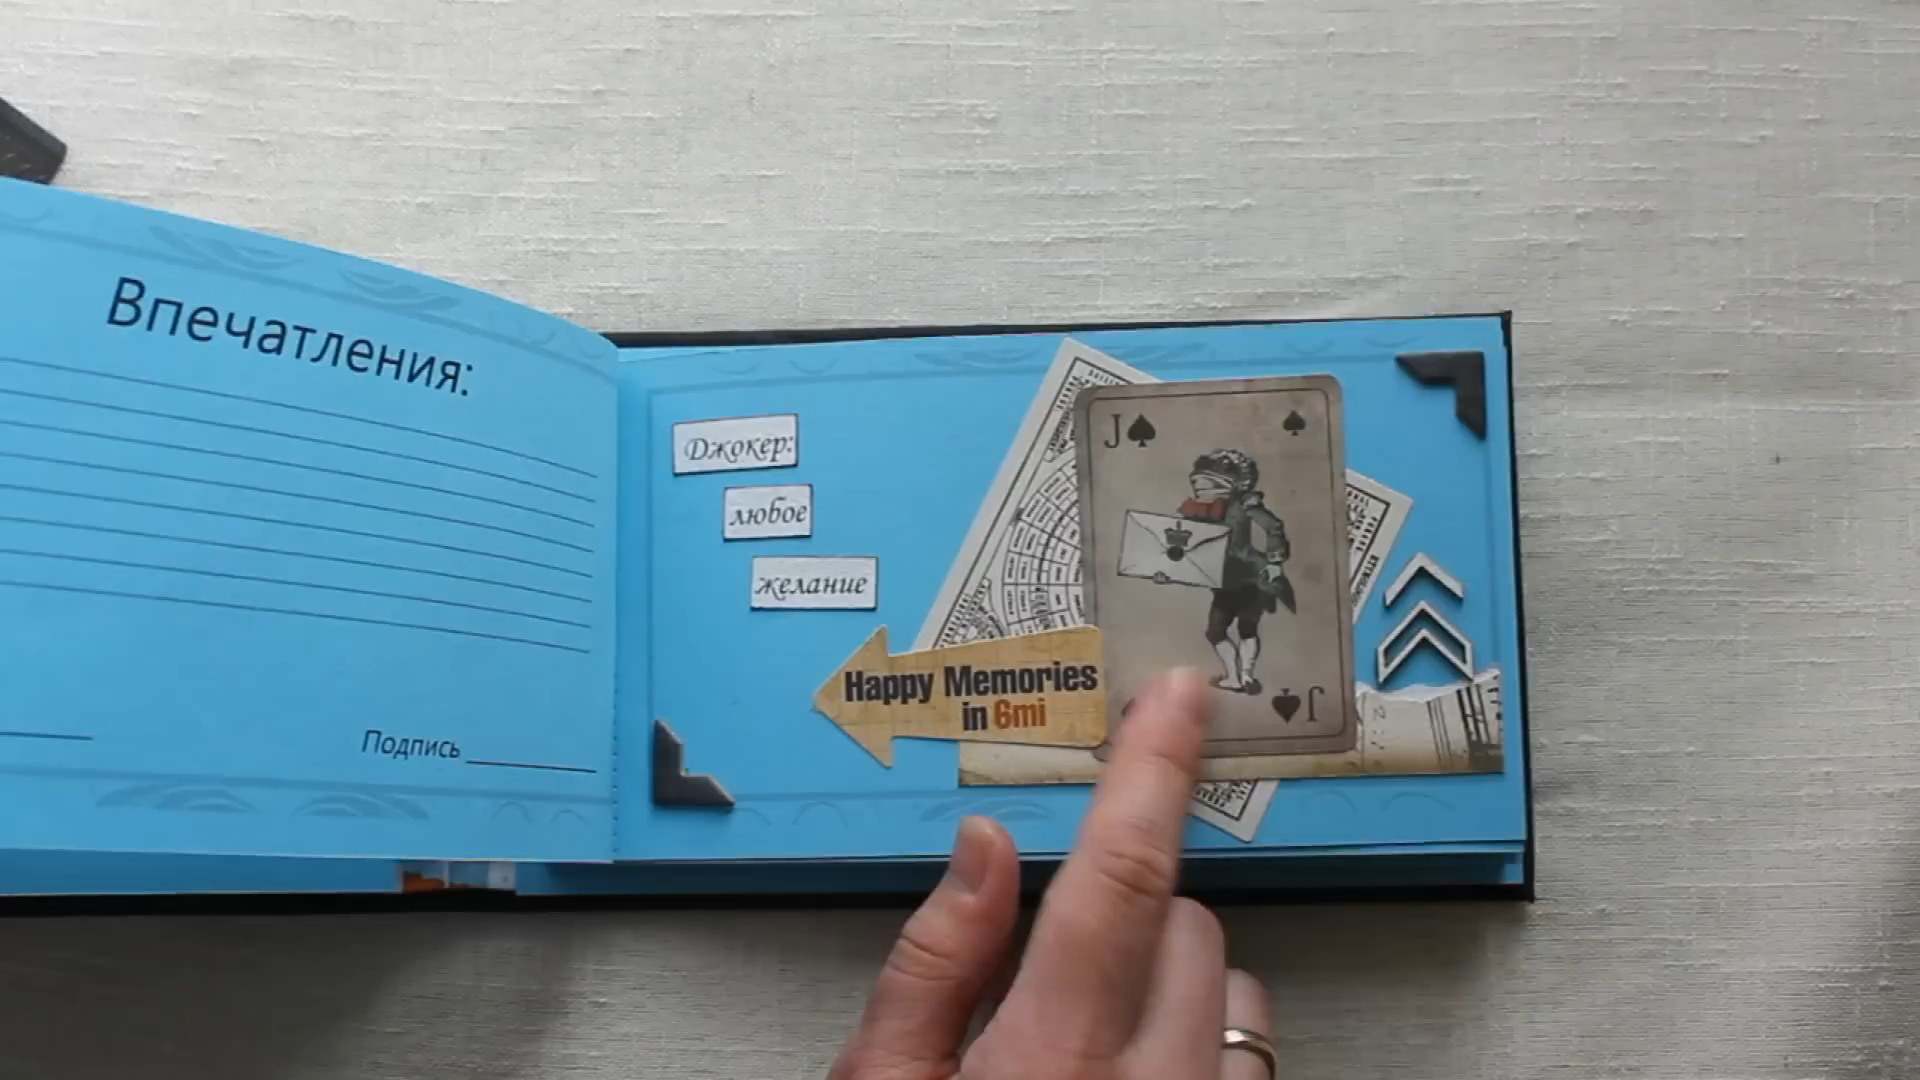 Впечатления:
Подпись
Джокер:
любое
желание
J
Happy Memories
in 6mi
J